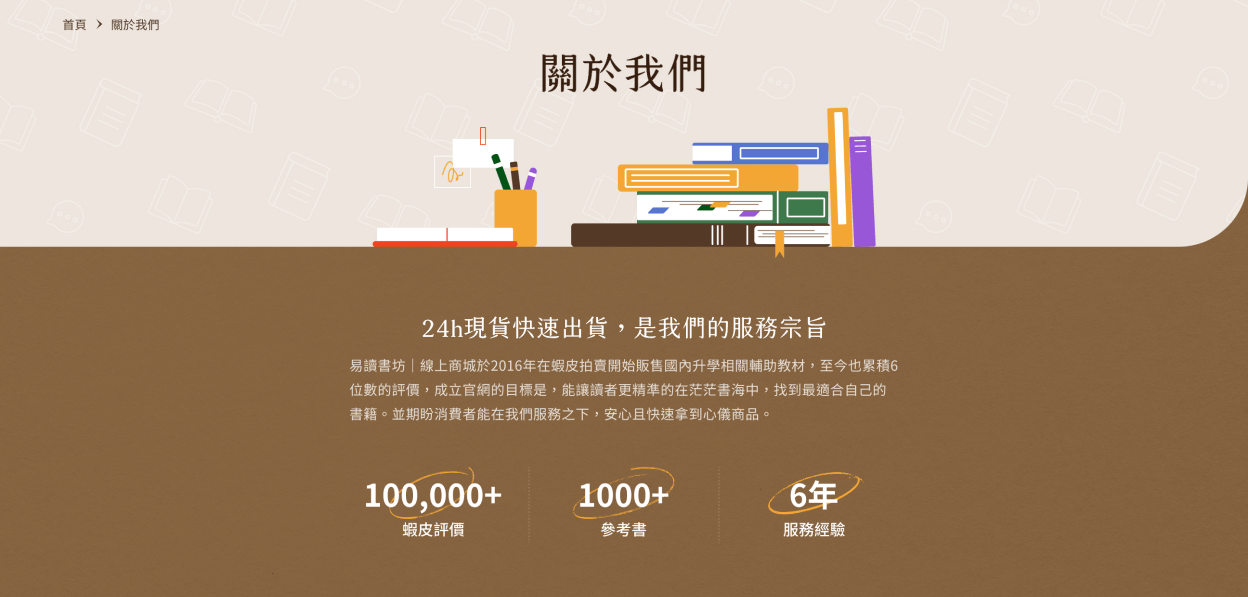 首頁 > 關於我們
關於我們
24h現貨快速出貨，是我們的服務宗旨
易讀書坊｜線上商城於2016年在蝦皮拍賣開始販售國內升學相關輔助教材，至今也累積6
位數的評價，成立官網的目標是，能讓讀者更精準的在茫茫書海中，找到最適合自己的
書籍。並期盼消費者能在我們服務之下，安心且快速拿到心儀商品。
100,000+
蝦皮評價
1000+
參考書
6年
服務經驗